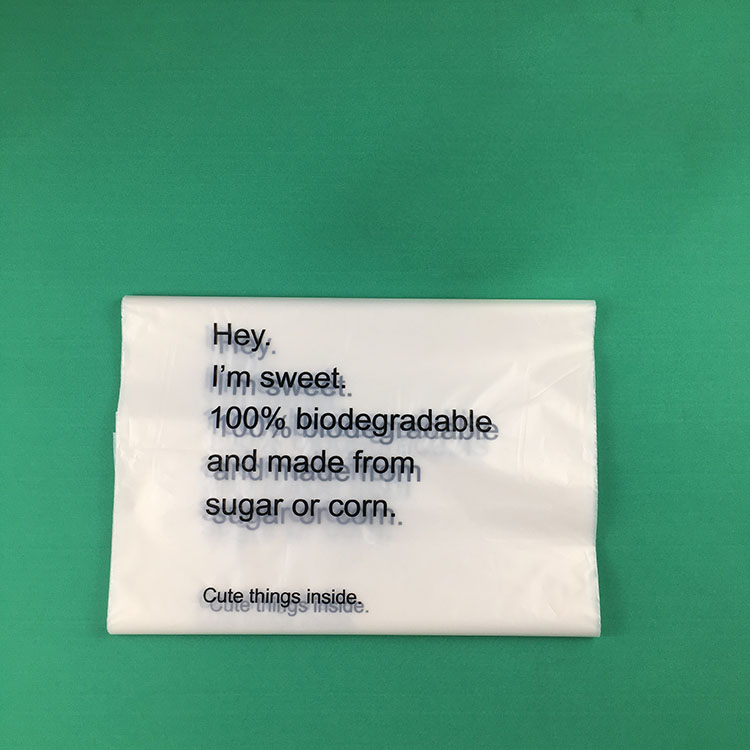 Hey.
I'm sweet.
100% biodegradable
and made from
sugar or corn.
Cute things inside.